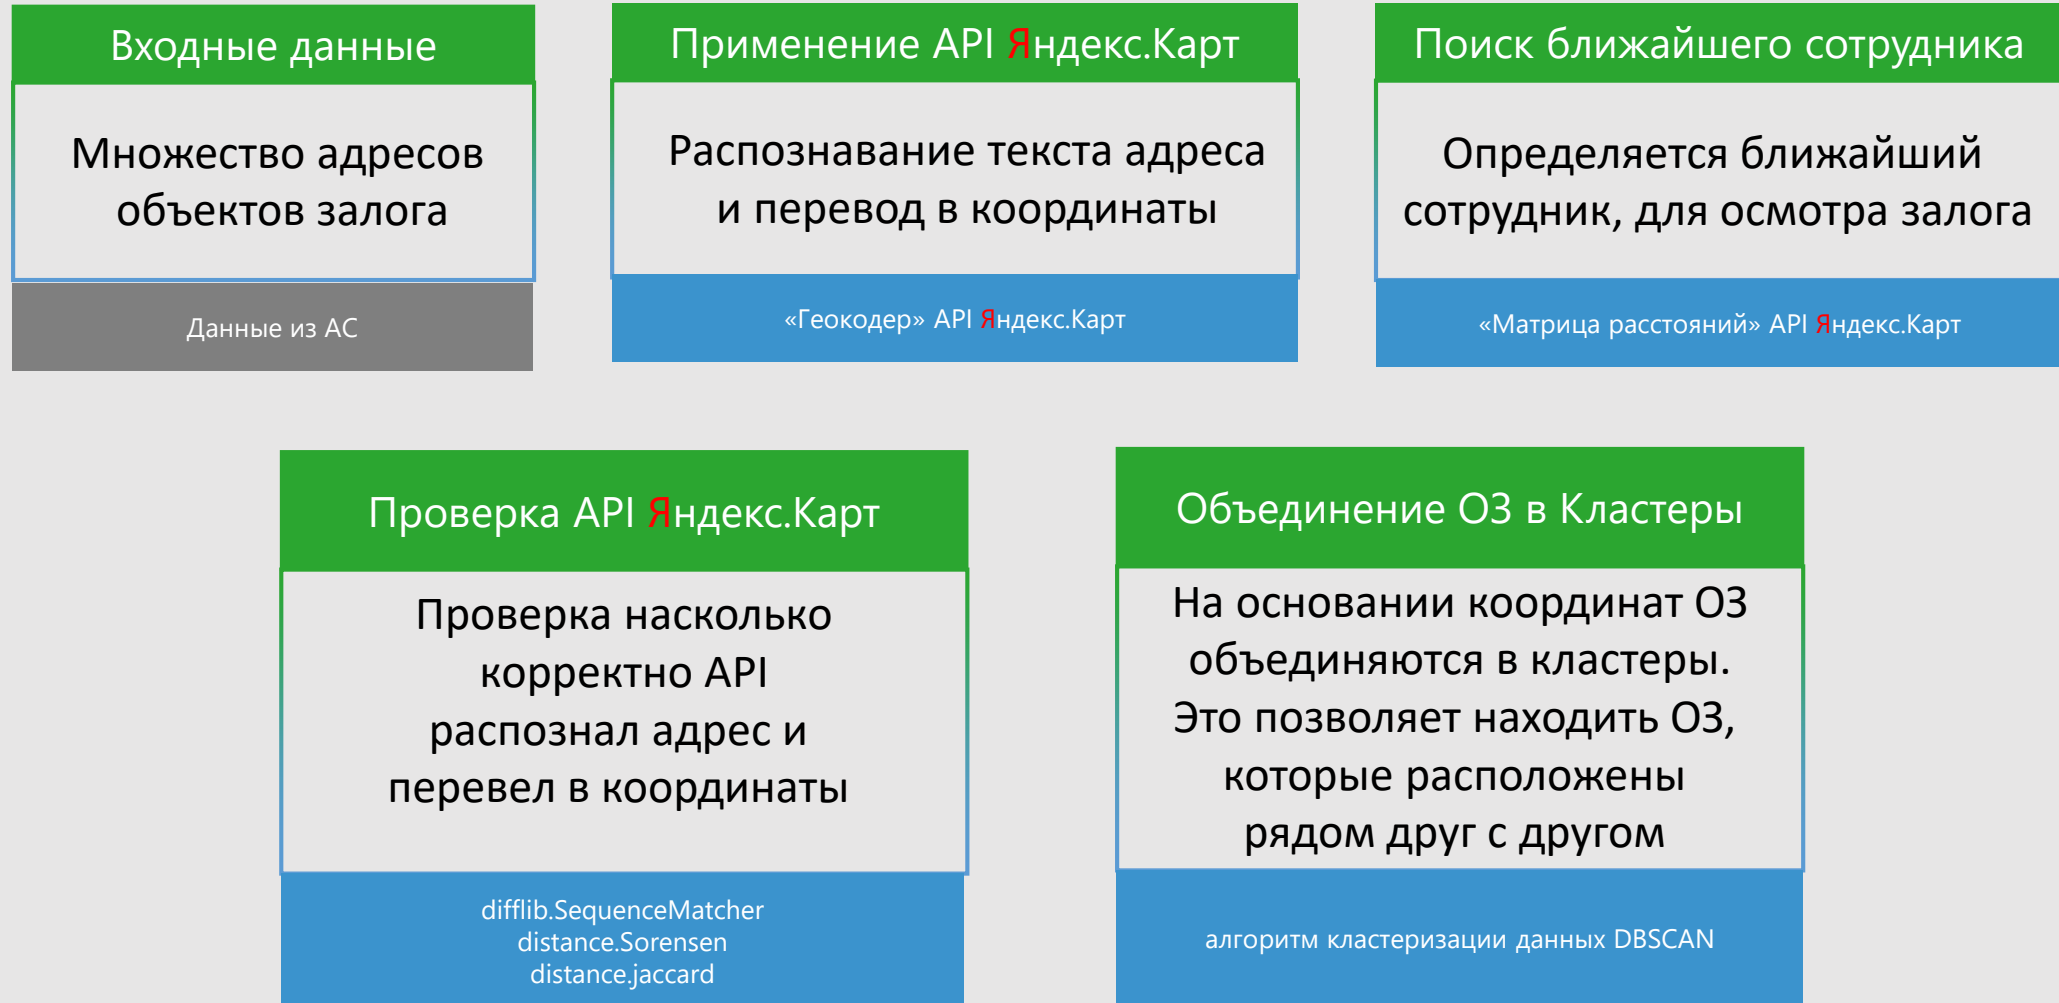 Входные данные
Множество адресов
объектов залога
Данные из АС
Применение API Яндекс.Карт
Распознавание текста адреса
и перевод в координаты
«Геокодер» API Яндекс.Карт
Поиск ближайшего сотрудника
Определяется ближайший
сотрудник, для осмотра залога
«Матрица расстояний» API Яндекс.Карт
Проверка API Яндекс.Карт
Проверка насколько
корректно API
распознал адрес и
перевел в координаты
difflib.SequenceMatcher
distance.Sorensen
distance.jaccard
Объединение ОЗ в Кластеры
На основании координат ОЗ
объединяются в кластеры.
Это позволяет находить ОЗ,
которые расположены
рядом друг с другом
алгоритм кластеризации данных DBSCAN